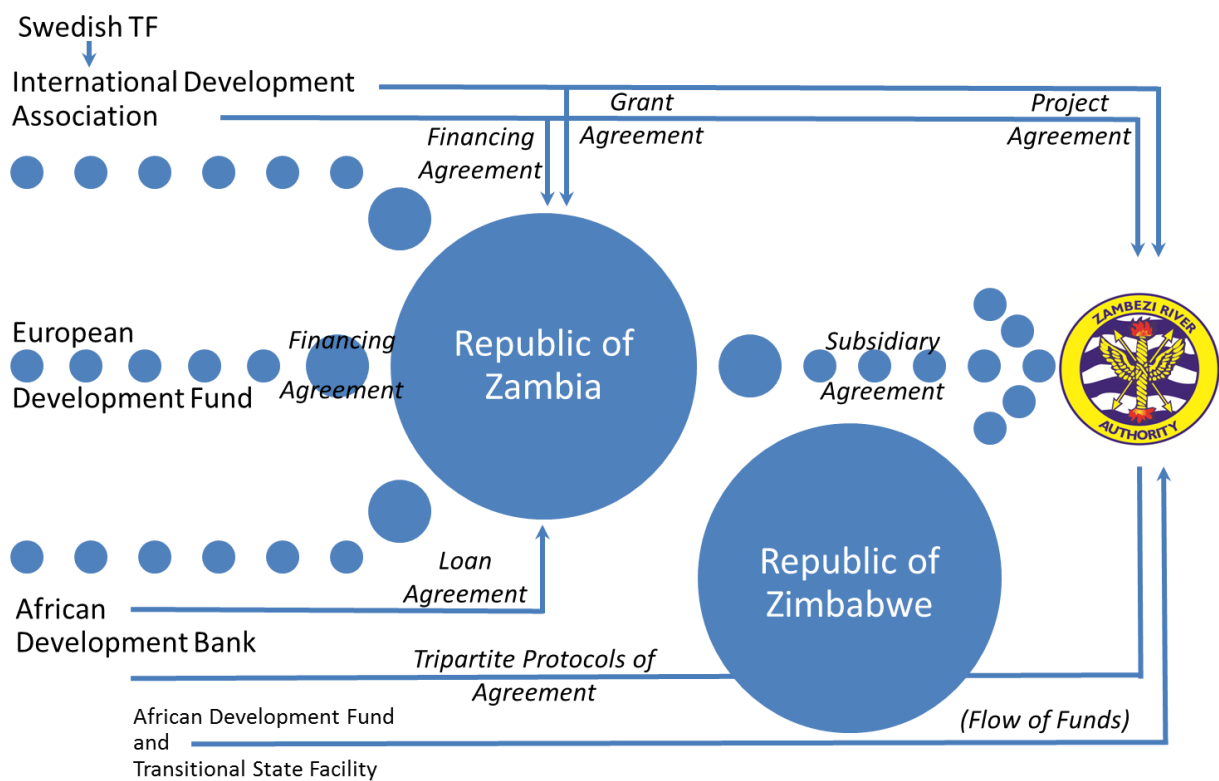 Swedish TF
International Development
Association
Grant
Agreement
Project
Agreement
Financing
Agreement
European
Development Fund
Financing
Agreement
Republic of
Zambia
Subsidiary
Agreement
ZAMBEZI RIVER
AUTHORITY
Republic of
Zimbabwe
Loan
Agreement
African
Development Bank
Tripartite Protocols of
Agreement
African Development Fund
and
Transitional State Facility
(Flow of Funds)